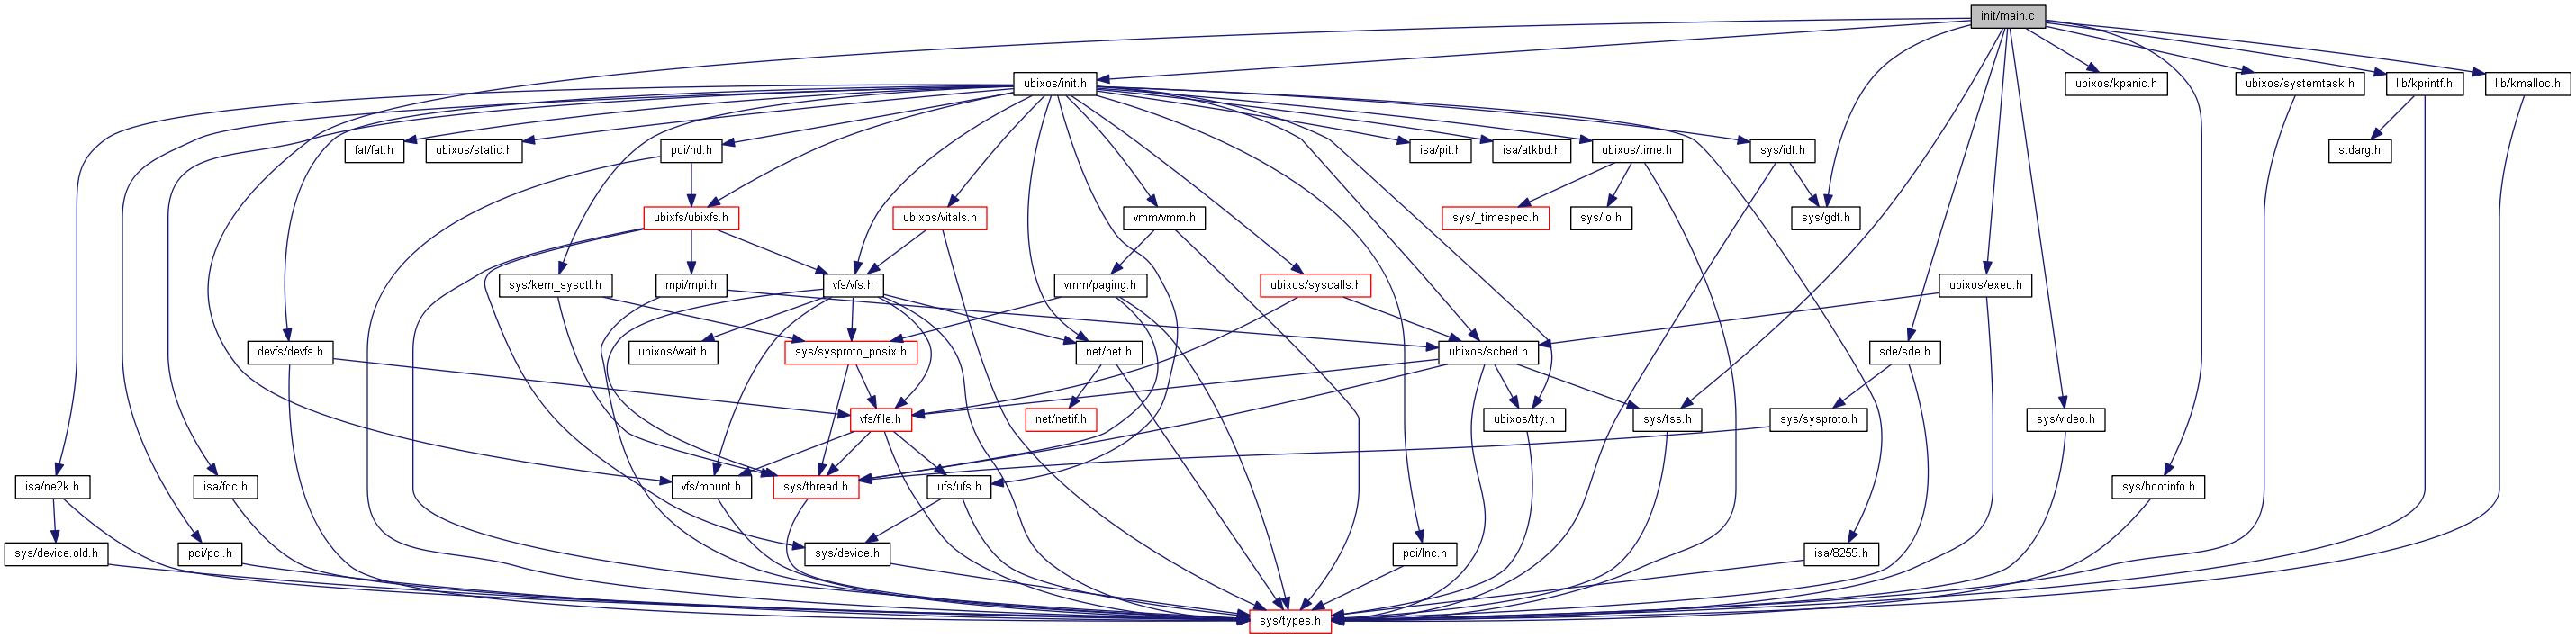 init/main.c
ubixos/init.h
ubixos/kpanic.h
ubixos/systemtask.h
lib/kprintf.h
lib/kmalloc.h
fat/fat.h
ubixos/static.h
pci/hd.h
isa/pit.h
isa/atkbd.h
ubixos/time.h
sys/idt.h
stdarg.h
ubixfs/ubixfs.h
ubixos/vitals.h
vmm/vmm.h
sys/_timespec.h
sys/io.h
sys/gdt.h
sys/kern_sysctl.h
mpi/mpi.h
vfs/vfs.h
vmm/paging.h
ubixos/syscalls.h
ubixos/exec.h
devfs/devfs.h
ubixos/wait.h
sys/sysproto_posix.h
net/net.h
ubixos/sched.h
sde/sde.h
vfs/file.h
net/netif.h
ubixos/tty.h
sys/tss.h
sys/sysproto.h
sys/video.h
isa/ne2k.h
isa/fdc.h
vfs/mount.h
sys/thread.h
ufs/ufs.h
sys/bootinfo.h
sys/device.old.h
pci/pci.h
sys/device.h
pci/lnc.h
isa/8259.h
sys/types.h